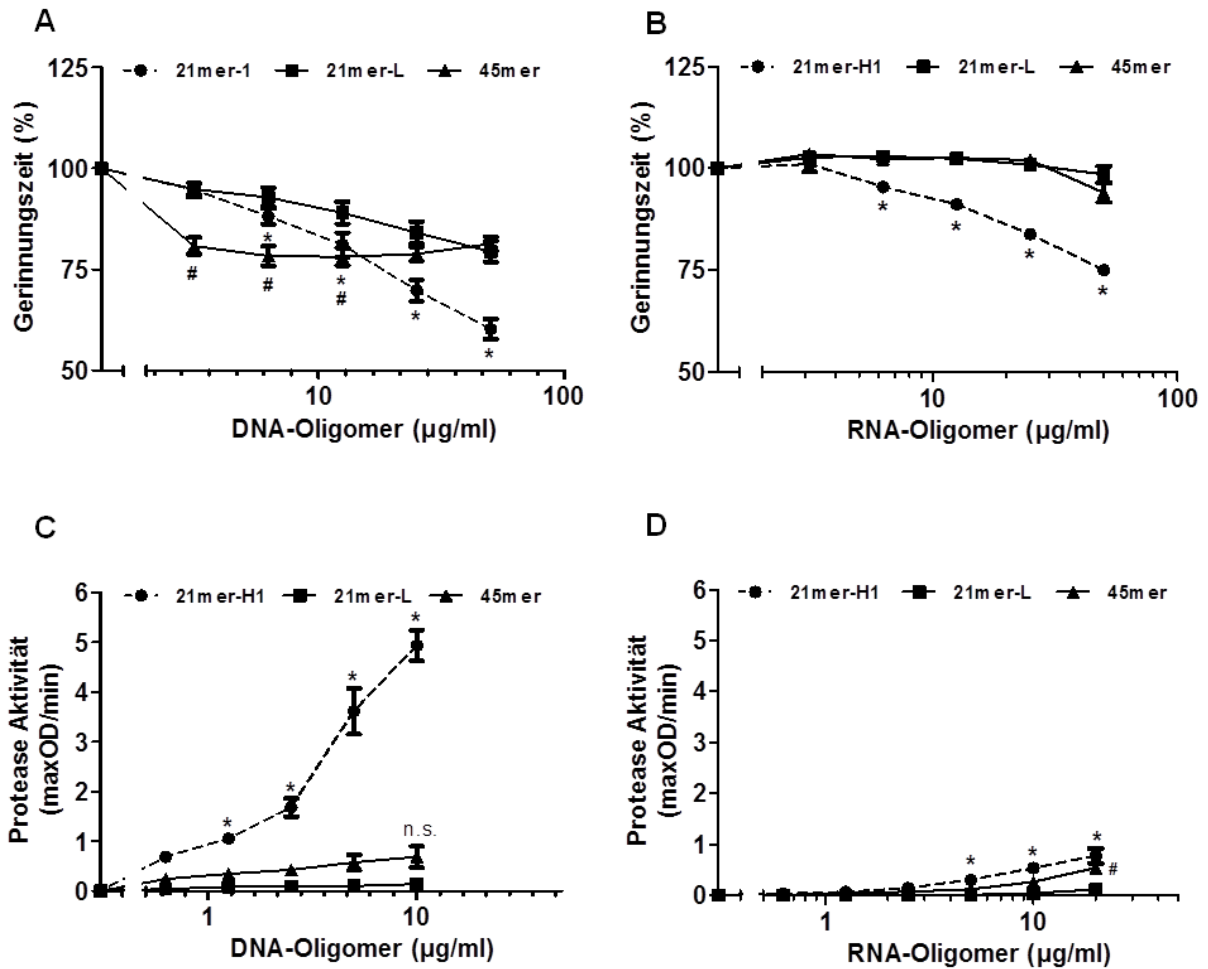 A
21mer-1 21mer-L 45mer
125
100
75
50
Gerinnungszeit (%)
* # * # * # * *
10 100
DNA-Oligomer (µg/ml)
B
21mer-H1 21mer-L 45mer
125
100
75
50
Gerinnungszeit (%)
* * * *
10 100
RNA-Oligomer (µg/ml)
C
21mer-H1 21mer-L 45mer
6
5
4
3
2
1
0
Protease Aktivität
(maxOD/min)
* * * *
n.s.
1 10
DNA-Oligomer (µg/ml)
D
21mer-H1 21mer-L 45mer
6
5
4
3
2
1
0
Protease Aktivität
(maxOD/min)
* * *
#
1 10
RNA-Oligomer (µg/ml)